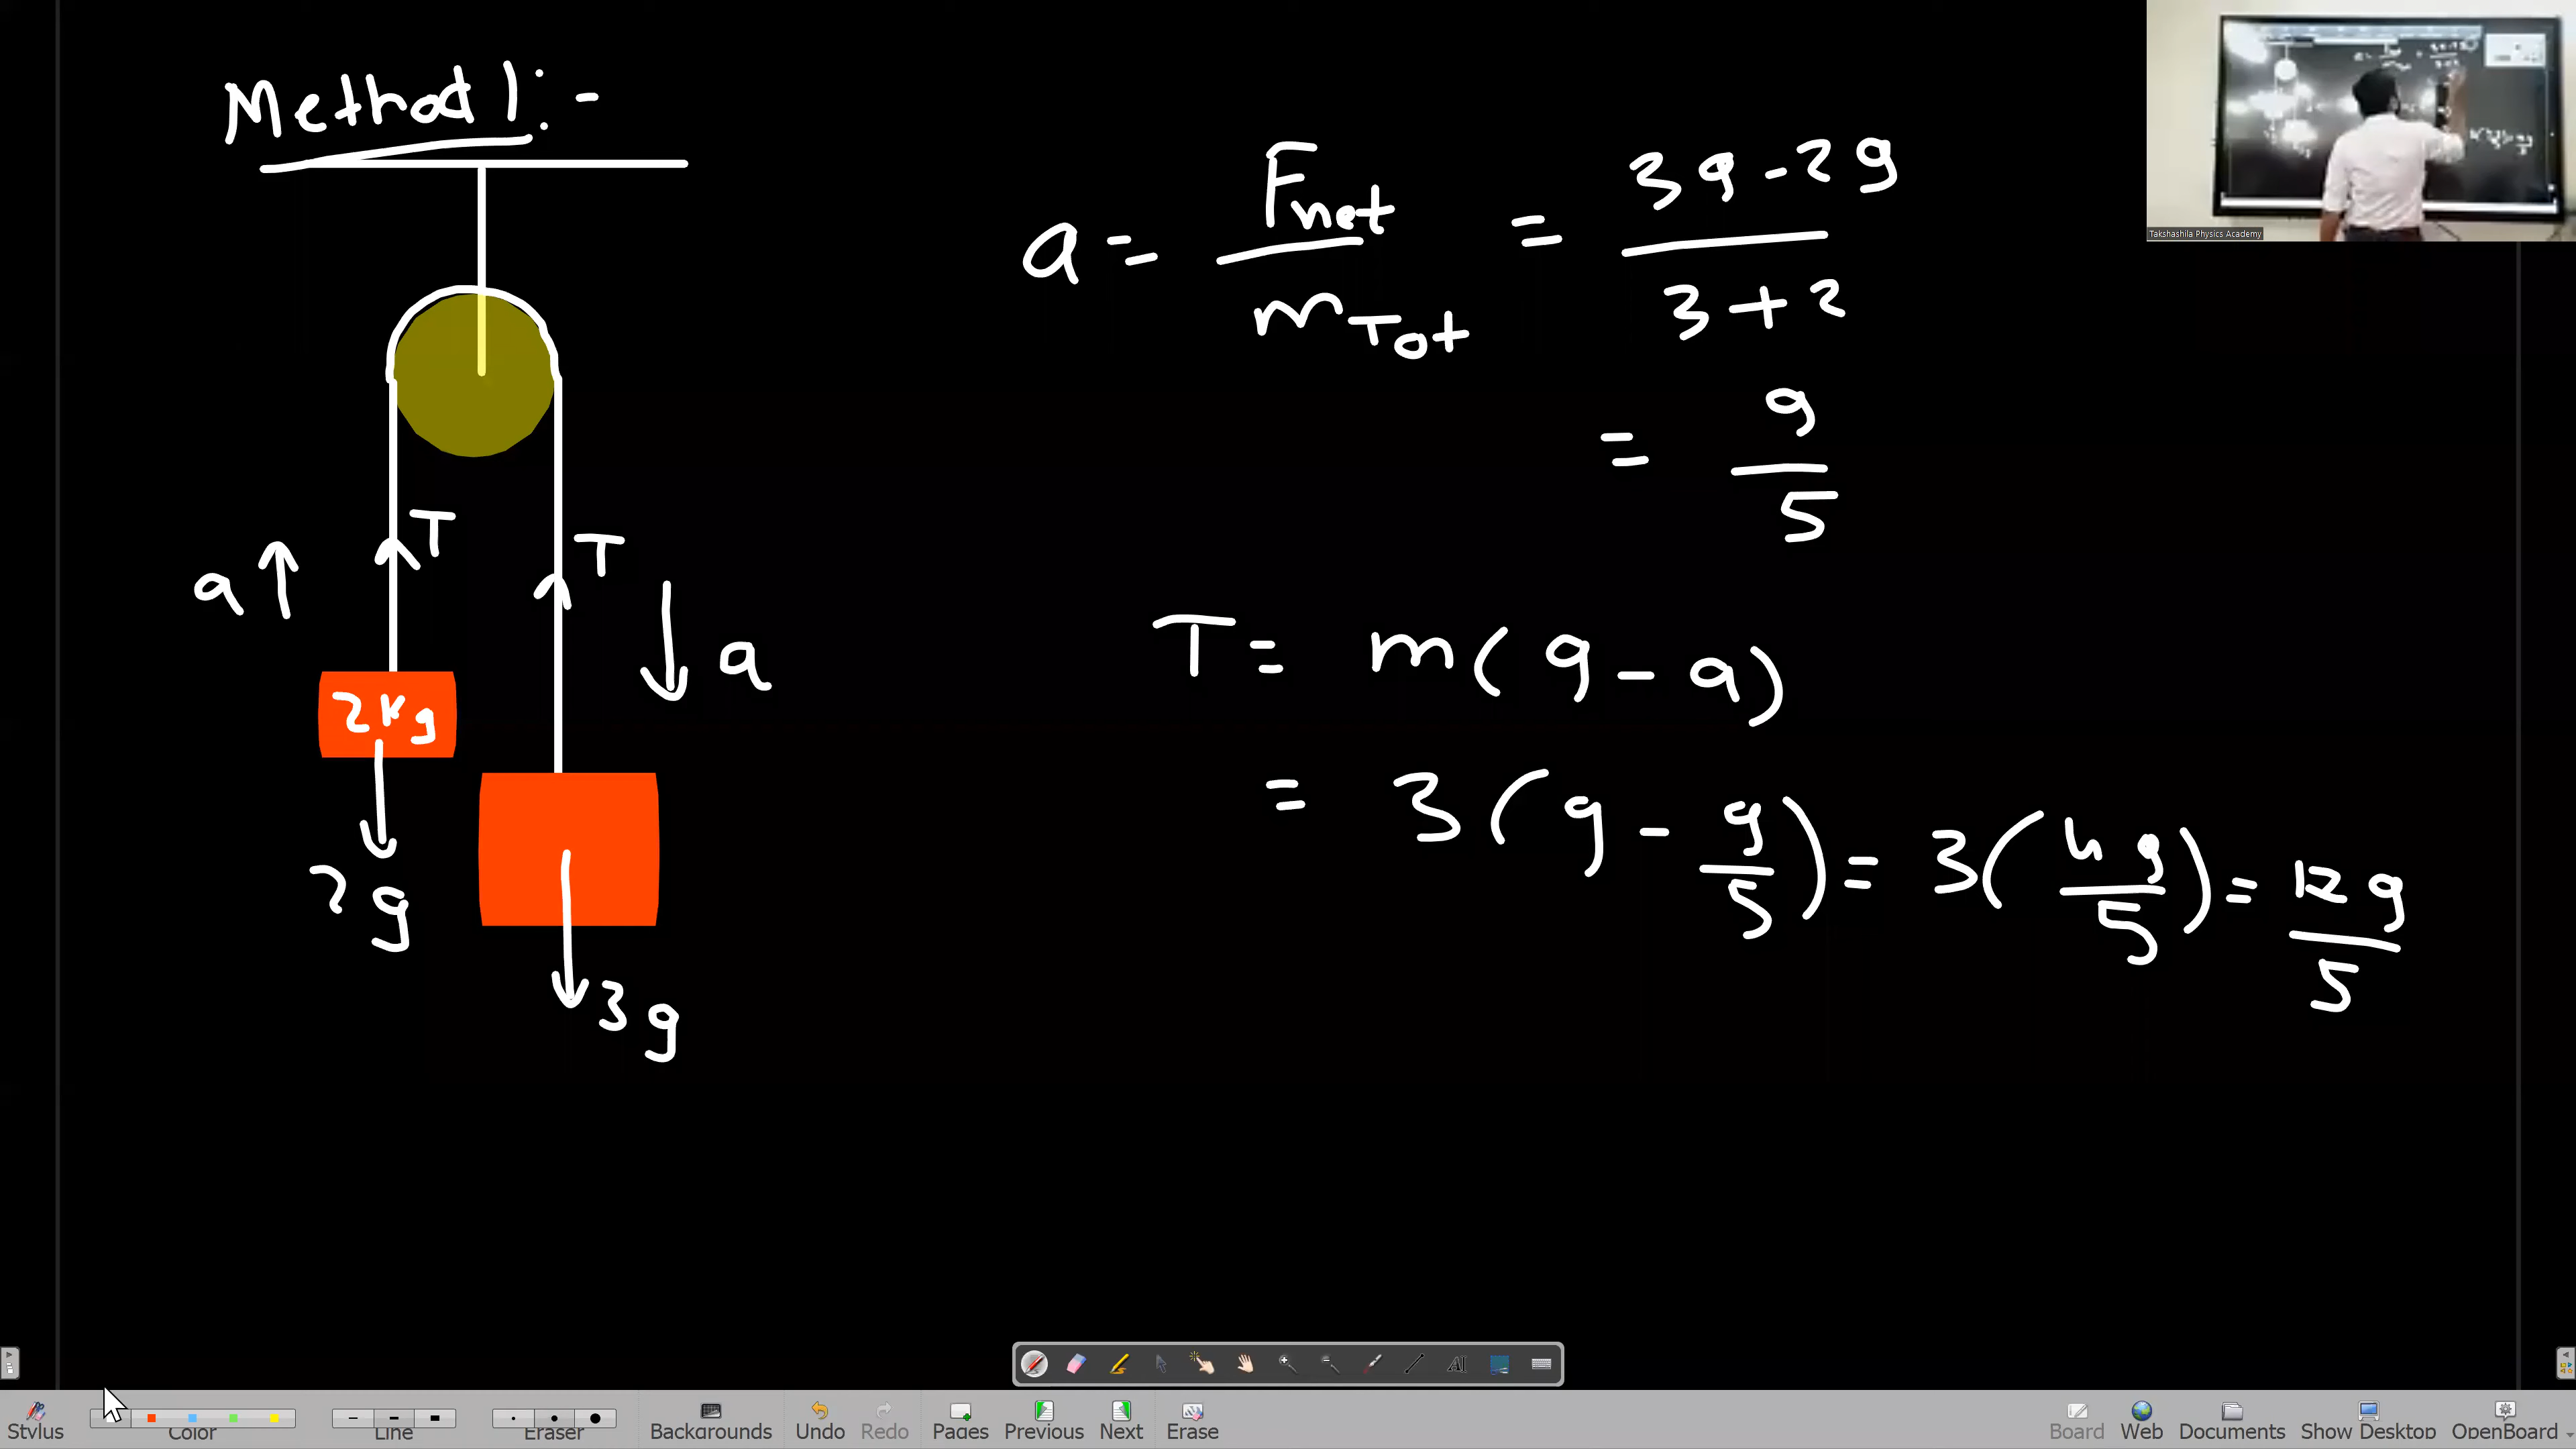 Method 1:-
a = Fnet / mTot = 3g - 2g / 3 + 2
= g / 5
T
T
a
a
T = m(g - a)
2kg
= 3(g - g/5) = 3(4g/5) = 12g/5
2g
3g
Takshashila Physics Academy
Stylus Color Line Eraser Backgrounds Undo Redo Pages Previous Next Erase Board Web Documents Show Desktop OpenBoard